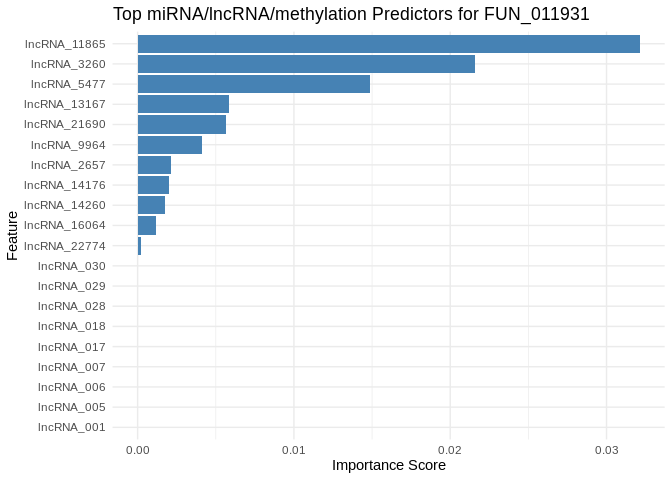 Top miRNA/lncRNA/methylation Predictors for FUN_011931
Feature
lncRNA_11865
lncRNA_3260
lncRNA_5477
lncRNA_13167
lncRNA_21690
lncRNA_9964
lncRNA_2657
lncRNA_14176
lncRNA_14260
lncRNA_16064
lncRNA_22774
lncRNA_030
lncRNA_029
lncRNA_028
lncRNA_018
lncRNA_017
lncRNA_007
lncRNA_006
lncRNA_005
lncRNA_001
0.00 0.01 0.02 0.03
Importance Score